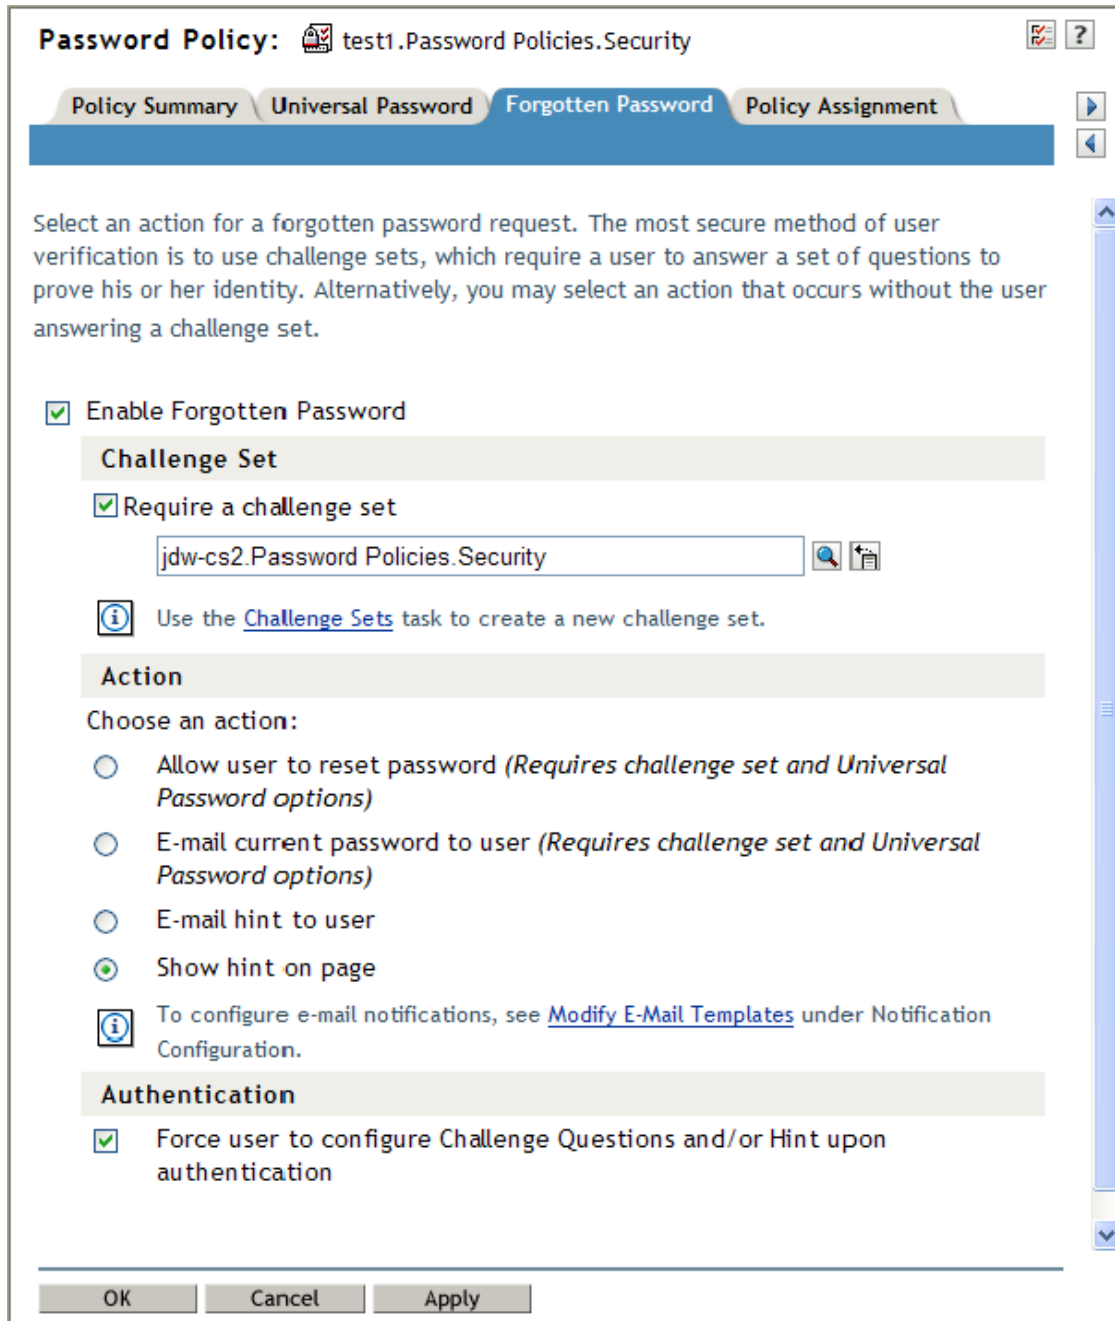 Password Policy: test1.Password Policies.Security
?
Policy Summary Universal Password Forgotten Password Policy Assignment
Select an action for a forgotten password request. The most secure method of user
verification is to use challenge sets, which require a user to answer a set of questions to
prove his or her identity. Alternatively, you may select an action that occurs without the user
answering a challenge set.
Enable Forgotten Password
Challenge Set
Require a challenge set
jdw-cs2.Password Policies.Security
Use the Challenge Sets task to create a new challenge set.
Action
Choose an action:
Allow user to reset password (Requires challenge set and Universal
Password options)
E-mail current password to user (Requires challenge set and Universal
Password options)
E-mail hint to user
Show hint on page
To configure e-mail notifications, see Modify E-Mail Templates under Notification
Configuration.
Authentication
Force user to configure Challenge Questions and/or Hint upon
authentication
OK Cancel Apply